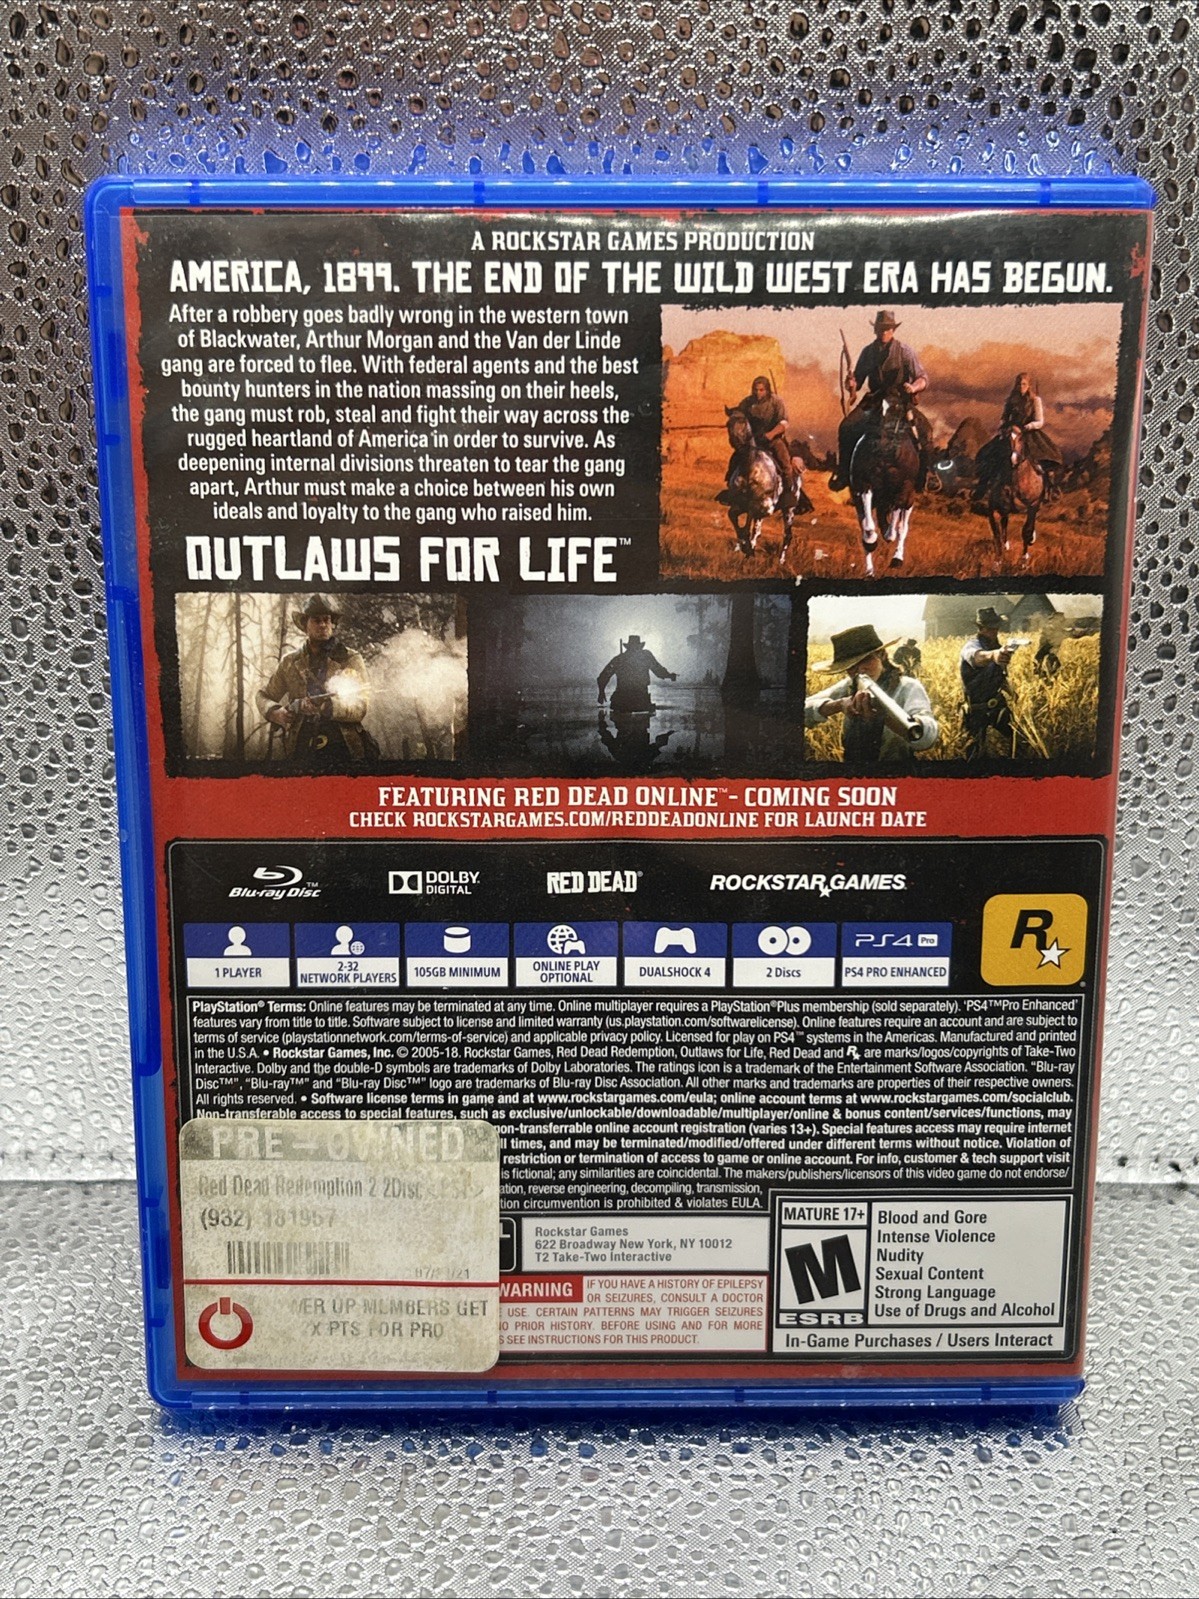 A ROCKSTAR GAMES PRODUCTION
AMERICA, 1899. THE END OF THE WILD WEST ERA HAS BEGUN.
After a robbery goes badly wrong in the western town
of Blackwater, Arthur Morgan and the Van der Linde
gang are forced to flee. With federal agents and the best
bounty hunters in the nation massing on their heels,
the gang must rob, steal and fight their way across the
rugged heartland of America in order to survive. As
deepening internal divisions threaten to tear the gang
apart, Arthur must make a choice between his own
ideals and loyalty to the gang who raised him.
OUTLAWS FOR LIFE™
FEATURING RED DEAD ONLINE™ - COMING SOON
CHECK ROCKSTARGAMES.COM/REDDEADONLINE FOR LAUNCH DATE
Blu-ray Disc™
DOLBY
DIGITAL
RED DEAD®
ROCKSTAR GAMES
R
1 PLAYER
2-32
NETWORK PLAYERS
105GB MINIMUM
ONLINE PLAY
OPTIONAL
DUALSHOCK 4
2 Discs
PS4 Pro
PS4 PRO ENHANCED
PlayStation® Terms: Online features may be terminated at any time. Online multiplayer requires a PlayStation®Plus membership (sold separately). 'PS4™Pro Enhanced'
features vary from title to title. Software subject to license and limited warranty (us.playstation.com/softwarelicense). Online features require an account and are subject to
terms of service (playstationnetwork.com/terms-of-service) and applicable privacy policy. Licensed for play on PS4™ systems in the Americas. Manufactured and printed
in the U.S.A. • Rockstar Games, Inc. © 2005-18. Rockstar Games, Red Dead Redemption, Outlaws for Life, Red Dead and R are marks/logos/copyrights of Take-Two
Interactive. Dolby and the double-D symbols are trademarks of Dolby Laboratories. The ratings icon is a trademark of the Entertainment Software Association. "Blu-ray
Disc™", "Blu-ray™" and "Blu-ray Disc™" logo are trademarks of Blu-ray Disc Association. All other marks and trademarks are properties of their respective owners.
All rights reserved. • Software license terms in game and at www.rockstargames.com/eula; online account terms at www.rockstargames.com/socialclub.
Non-transferable access to special features, such as exclusive/unlockable/downloadable/multiplayer/online & bonus content/services/functions, may
on-transferrable online account registration (varies 13+). Special features access may require internet
ll times, and may be terminated/modified/offered under different terms without notice. Violation of
restriction or termination of access to game or online account. For info, customer & tech support visit
is fictional; any similarities are coincidental. The makers/publishers/licensors of this video game do not endorse/
ation, reverse engineering, decompiling, transmission,
tion circumvention is prohibited & violates EULA.
PRE-OWNED
Red Dead Redemption 2 2Disc
(932) 181957
ER UP MEMBERS GET
X PTS FOR PRO
Rockstar Games
622 Broadway New York, NY 10012
T2 Take-Two Interactive
WARNING
IF YOU HAVE A HISTORY OF EPILEPSY
OR SEIZURES, CONSULT A DOCTOR
USE. CERTAIN PATTERNS MAY TRIGGER SEIZURES
O PRIOR HISTORY. BEFORE USING AND FOR MORE
S SEE INSTRUCTIONS FOR THIS PRODUCT.
MATURE 17+
M
ESRB
Blood and Gore
Intense Violence
Nudity
Sexual Content
Strong Language
Use of Drugs and Alcohol
In-Game Purchases / Users Interact